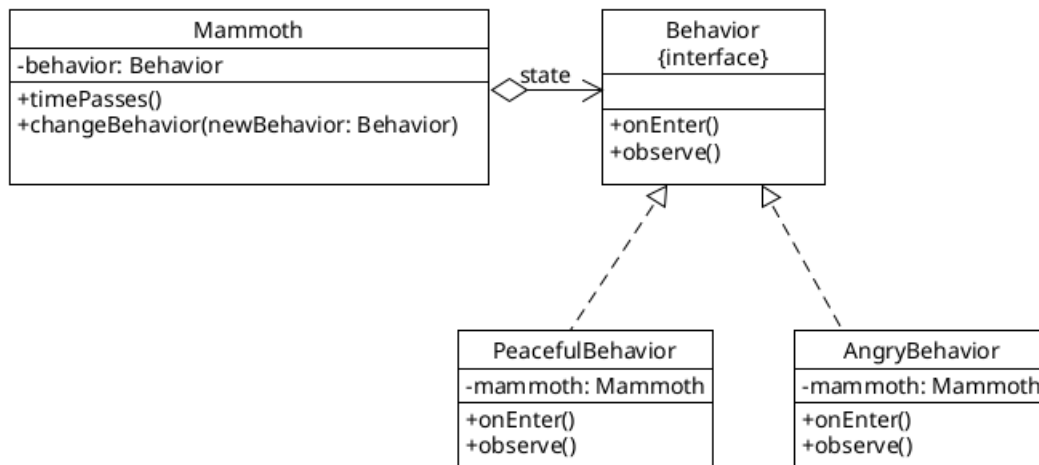 Mammoth
-behavior: Behavior
+timePasses()
+changeBehavior(newBehavior: Behavior)
state
Behavior
{interface}
+onEnter()
+observe()
PeacefulBehavior
-mammoth: Mammoth
+onEnter()
+observe()
AngryBehavior
-mammoth: Mammoth
+onEnter()
+observe()